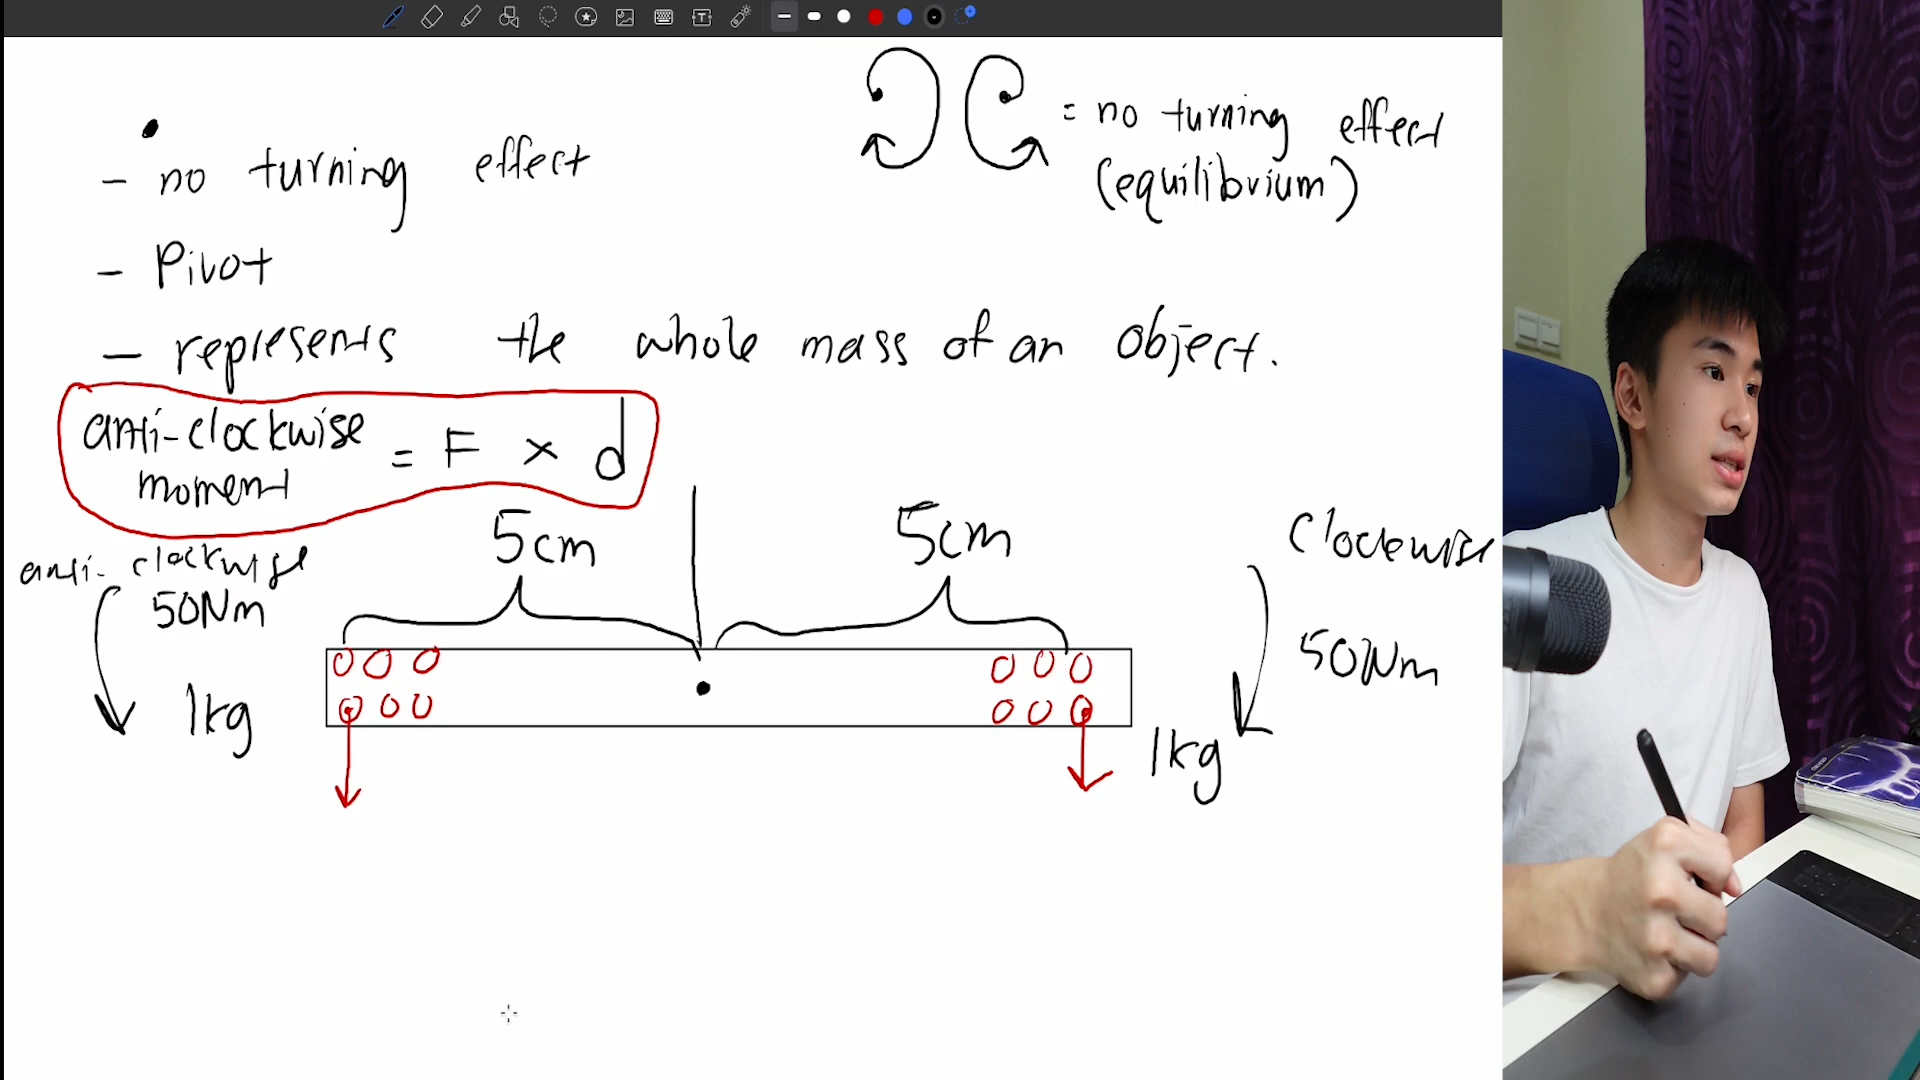 - no turning effect
= no turning effect
(equilibrium)
- Pivot
- represents the whole mass of an object.
anti-clockwise
moment = F × d
5cm
5cm
anti-clockwise
50Nm
1kg
clockwise
50Nm
1kg